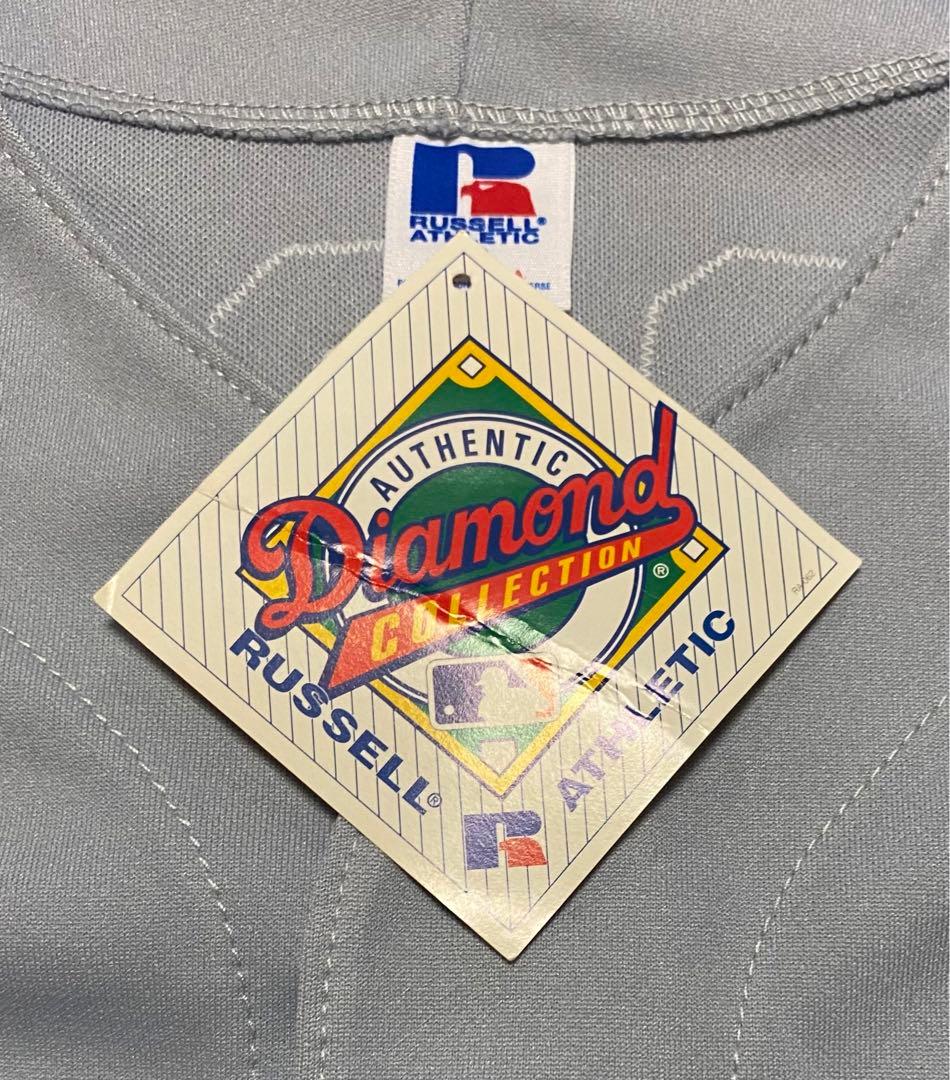 RUSSELL®
ATHLETIC
AUTHENTIC
Diamond
COLLECTION
®
RUSSELL®
ATHLETIC